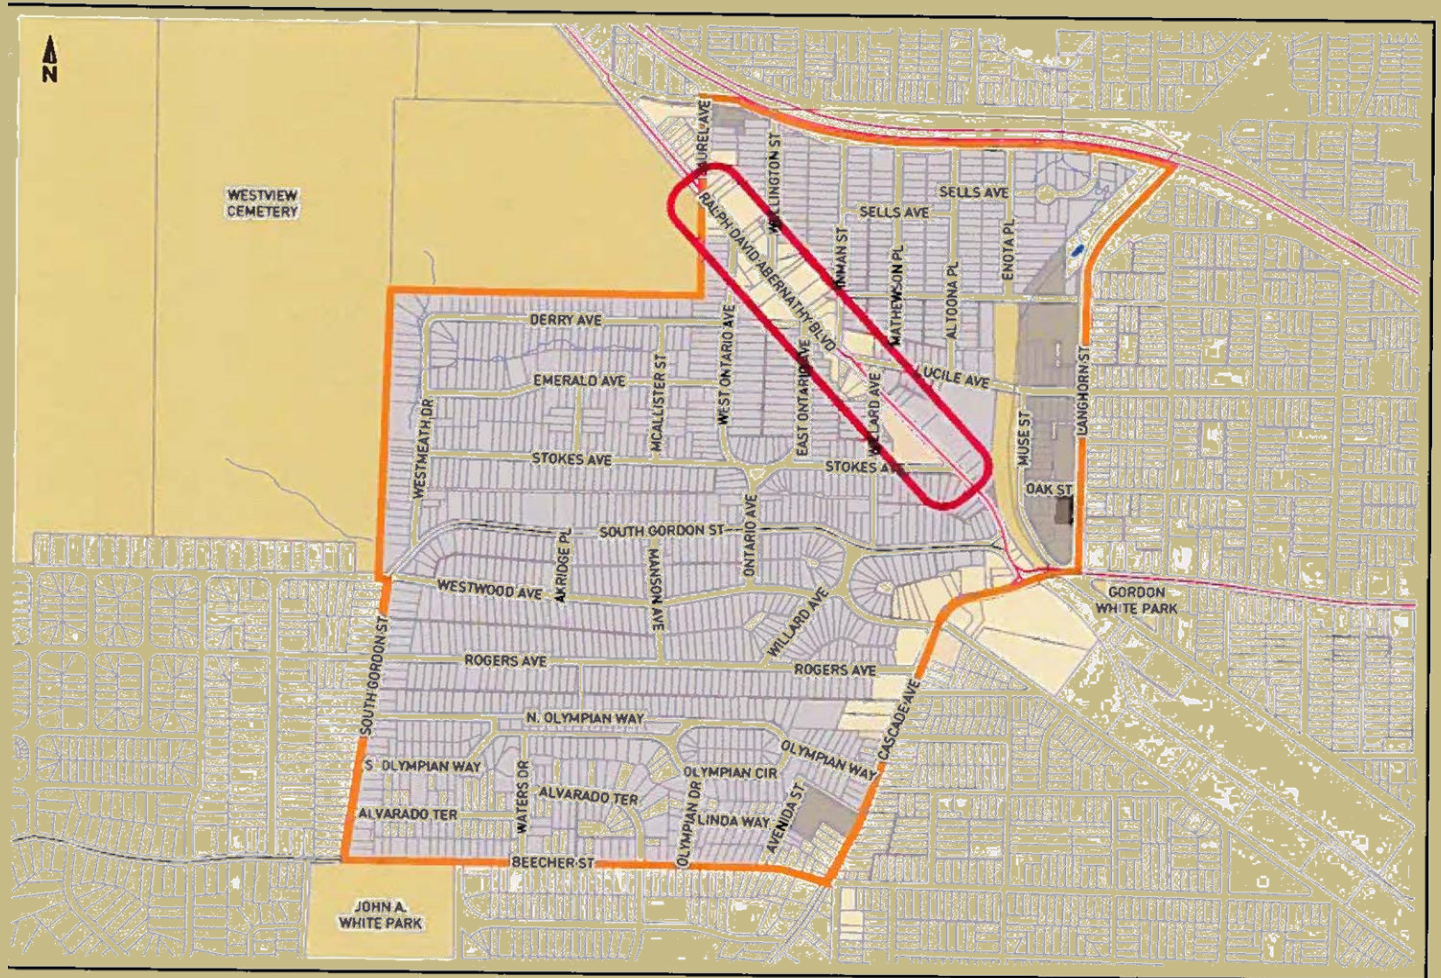 N
WESTVIEW
CEMETERY
LAUREL AVE
WELLINGTON ST
SELLS AVE
SELLS AVE
RALPH DAVID ABERNATHY BLVD
INMAN ST
MATHEWSON PL
ALTOONA PL
ENOTA PL
DERRY AVE
EMERALD AVE
MCALLISTER ST
WEST ONTARIO AVE
EAST ONTARIO AVE
WILLARD AVE
LUCILE AVE
MUSE ST
LANGHORN ST
WESTMEATH DR
STOKES AVE
STOKES AVE
OAK ST
SOUTH GORDON ST
ONTARIO AVE
AKRIDGE PL
MANSON AVE
WESTWOOD AVE
WILLARD AVE
GORDON
WHITE PARK
SOUTH GORDON ST
ROGERS AVE
ROGERS AVE
CASCADE AVE
N. OLYMPIAN WAY
OLYMPIAN WAY
S OLYMPIAN WAY
OLYMPIAN CIR
WATERS DR
ALVARADO TER
ALVARADO TER
OLYMPIAN DR
LINDA WAY
AVENIDA ST
BEECHER ST
JOHN A.
WHITE PARK